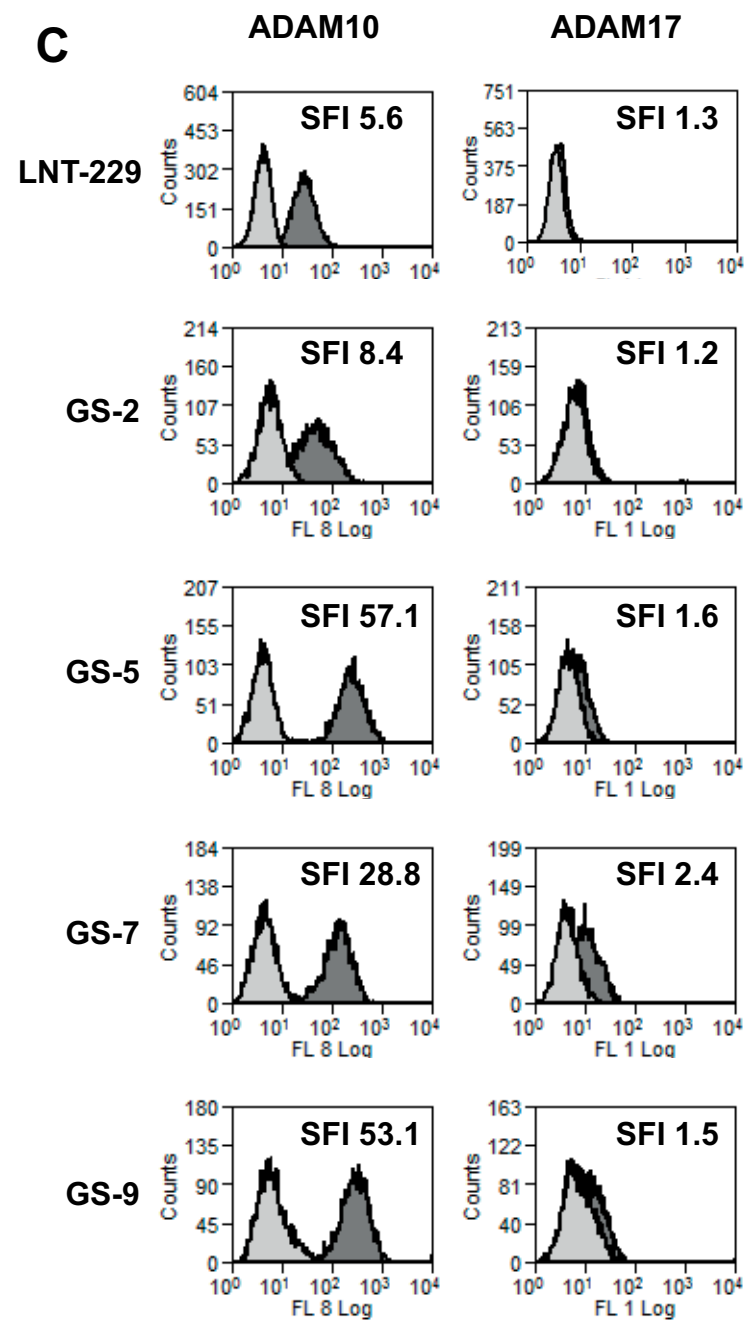 C
ADAM10 ADAM17
LNT-229
604
453
302
151
0
Counts
SFI 5.6
10⁰ 10¹ 10² 10³ 10⁴
751
563
375
187
0
Counts
SFI 1.3
10⁰ 10¹ 10² 10³ 10⁴
GS-2
214
160
107
53
0
Counts
SFI 8.4
10⁰ 10¹ 10² 10³ 10⁴
FL 8 Log
213
159
106
53
0
Counts
SFI 1.2
10⁰ 10¹ 10² 10³ 10⁴
FL 1 Log
GS-5
207
155
103
51
0
Counts
SFI 57.1
10⁰ 10¹ 10² 10³ 10⁴
FL 8 Log
211
158
105
52
0
Counts
SFI 1.6
10⁰ 10¹ 10² 10³ 10⁴
FL 1 Log
GS-7
184
138
92
46
0
Counts
SFI 28.8
10⁰ 10¹ 10² 10³ 10⁴
FL 8 Log
199
149
99
49
0
Counts
SFI 2.4
10⁰ 10¹ 10² 10³ 10⁴
FL 1 Log
GS-9
180
135
90
45
0
Counts
SFI 53.1
10⁰ 10¹ 10² 10³ 10⁴
FL 8 Log
163
122
81
40
0
Counts
SFI 1.5
10⁰ 10¹ 10² 10³ 10⁴
FL 1 Log